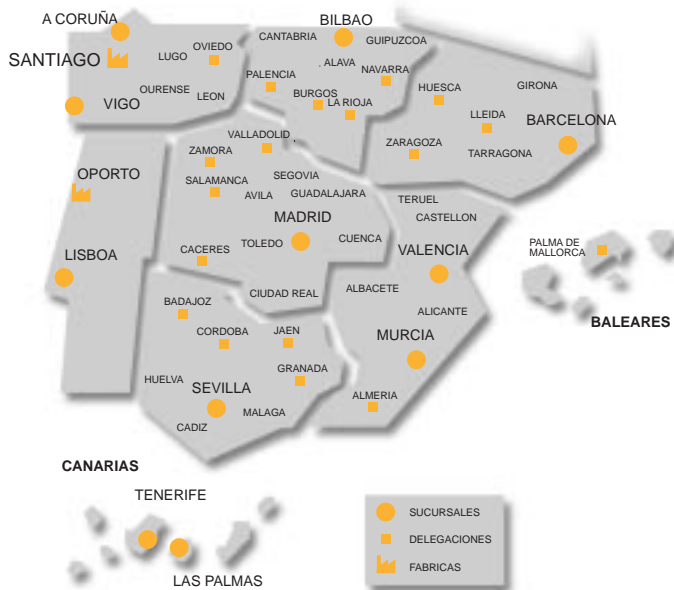 A CORUÑA
SANTIAGO
LUGO
OVIEDO
OURENSE
LEON
VIGO
BILBAO
CANTABRIA
GUIPUZCOA
ALAVA
PALENCIA
NAVARRA
BURGOS
LA RIOJA
HUESCA
GIRONA
LLEIDA
BARCELONA
ZARAGOZA
TARRAGONA
VALLADOLID
ZAMORA
SEGOVIA
SALAMANCA
AVILA
GUADALAJARA
MADRID
TOLEDO
CUENCA
CACERES
CIUDAD REAL
OPORTO
LISBOA
TERUEL
CASTELLON
VALENCIA
ALBACETE
ALICANTE
MURCIA
ALMERIA
PALMA DE
MALLORCA
BALEARES
BADAJOZ
CORDOBA
JAEN
GRANADA
HUELVA
SEVILLA
MALAGA
CADIZ
CANARIAS
TENERIFE
LAS PALMAS
SUCURSALES
DELEGACIONES
FABRICAS